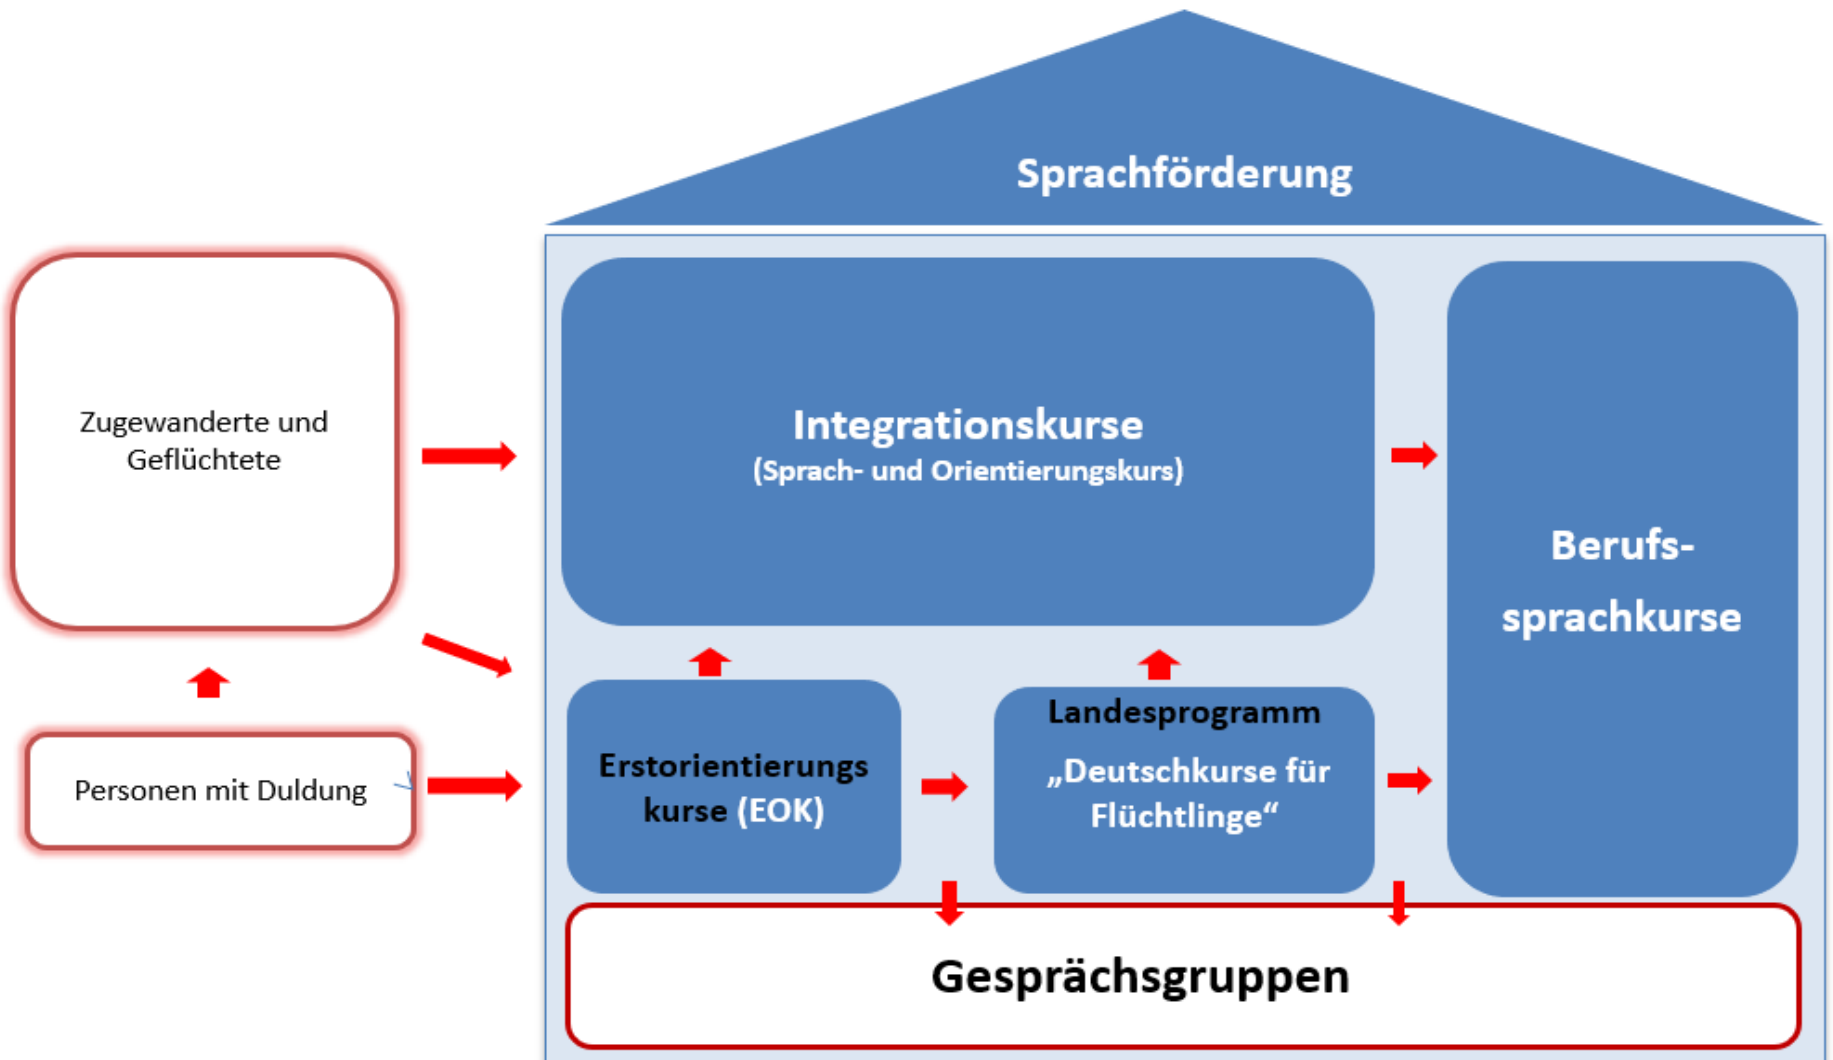 Sprachförderung
Zugewanderte und
Geflüchtete
Integrationskurse
(Sprach- und Orientierungskurs)
Berufs-
sprachkurse
Personen mit Duldung
Erstorientierungs
kurse (EOK)
Landesprogramm
„Deutschkurse für
Flüchtlinge“
Gesprächsgruppen